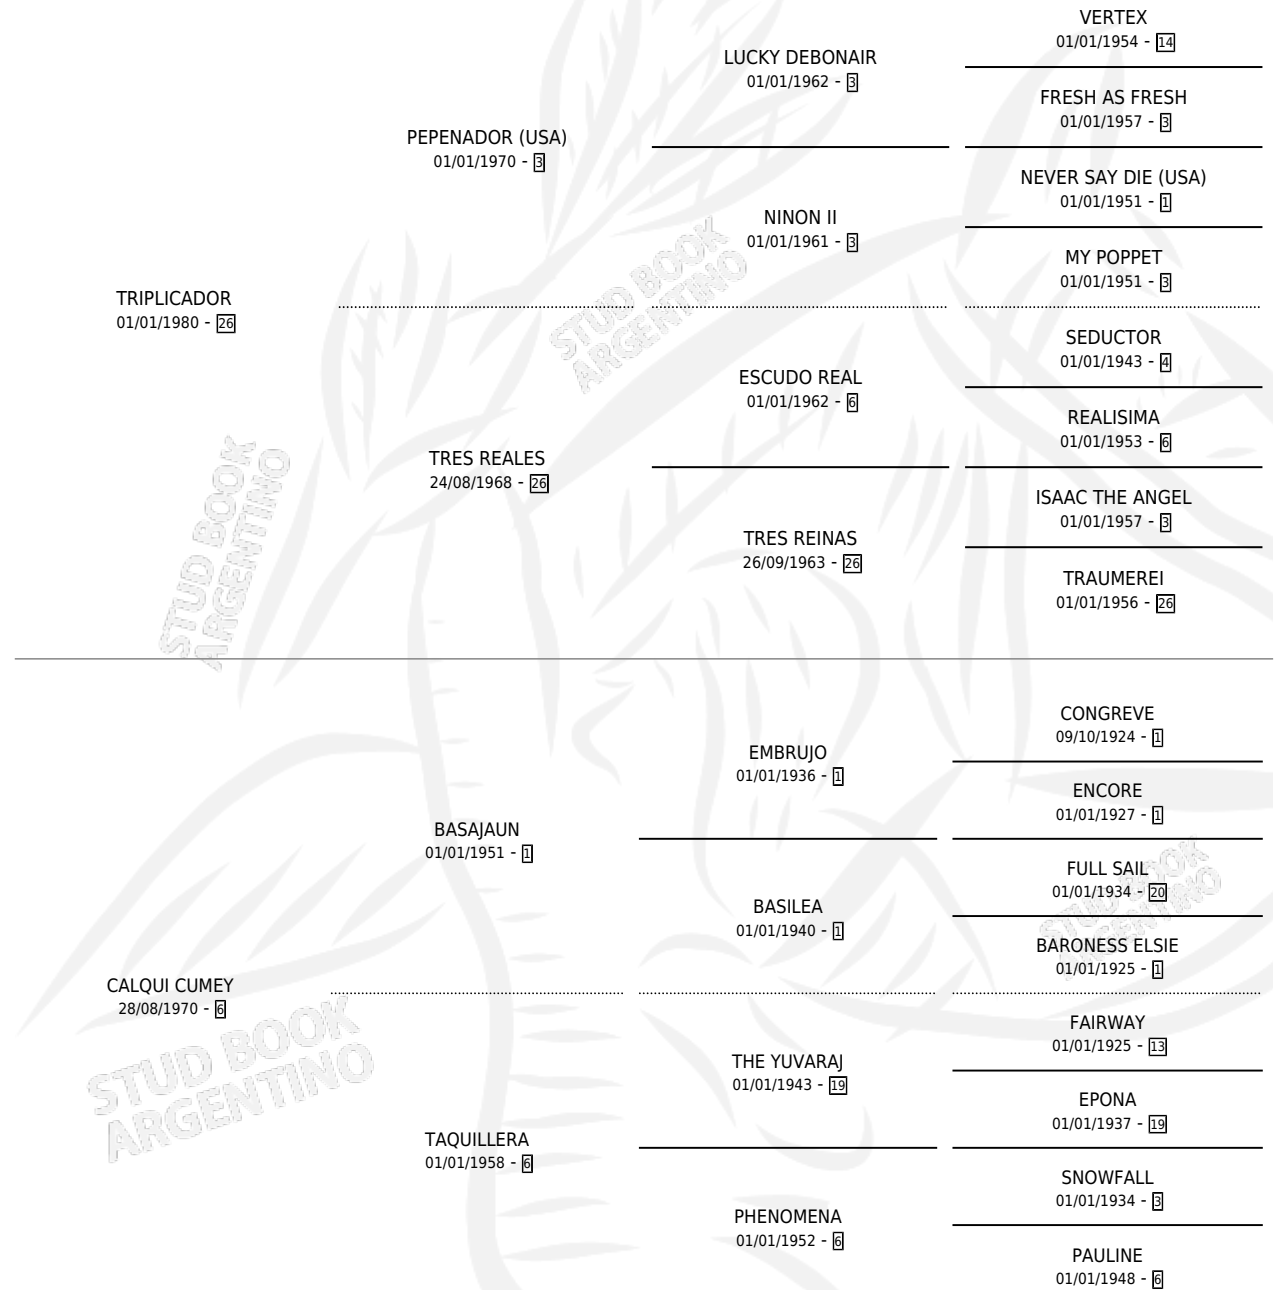 VERTEX
01/01/1954 - 14
LUCKY DEBONAIR
01/01/1962 - 3
FRESH AS FRESH
01/01/1957 - 3
PEPENADOR (USA)
01/01/1970 - 3
NEVER SAY DIE (USA)
01/01/1951 - 1
NINON II
01/01/1961 - 3
MY POPPET
01/01/1951 - 3
TRIPLICADOR
01/01/1980 - 26
SEDUCTOR
01/01/1943 - 4
ESCUDO REAL
01/01/1962 - 6
REALISIMA
01/01/1953 - 6
TRES REALES
24/08/1968 - 26
ISAAC THE ANGEL
01/01/1957 - 3
TRES REINAS
26/09/1963 - 26
TRAUMEREI
01/01/1956 - 26
STUD BOOK
ARGENTINO
STUD BOOK
ARGENTINO
CONGREVE
09/10/1924 - 1
EMBRUJO
01/01/1936 - 1
ENCORE
01/01/1927 - 1
BASAJAUN
01/01/1951 - 1
FULL SAIL
01/01/1934 - 20
BASILEA
01/01/1940 - 1
BARONESS ELSIE
01/01/1925 - 1
CALQUI CUMEY
28/08/1970 - 6
FAIRWAY
01/01/1925 - 13
THE YUVARAJ
01/01/1943 - 19
EPONA
01/01/1937 - 19
TAQUILLERA
01/01/1958 - 6
SNOWFALL
01/01/1934 - 3
PHENOMENA
01/01/1952 - 6
PAULINE
01/01/1948 - 6
STUD BOOK
ARGENTINO
STUD BOOK
ARGENTINO